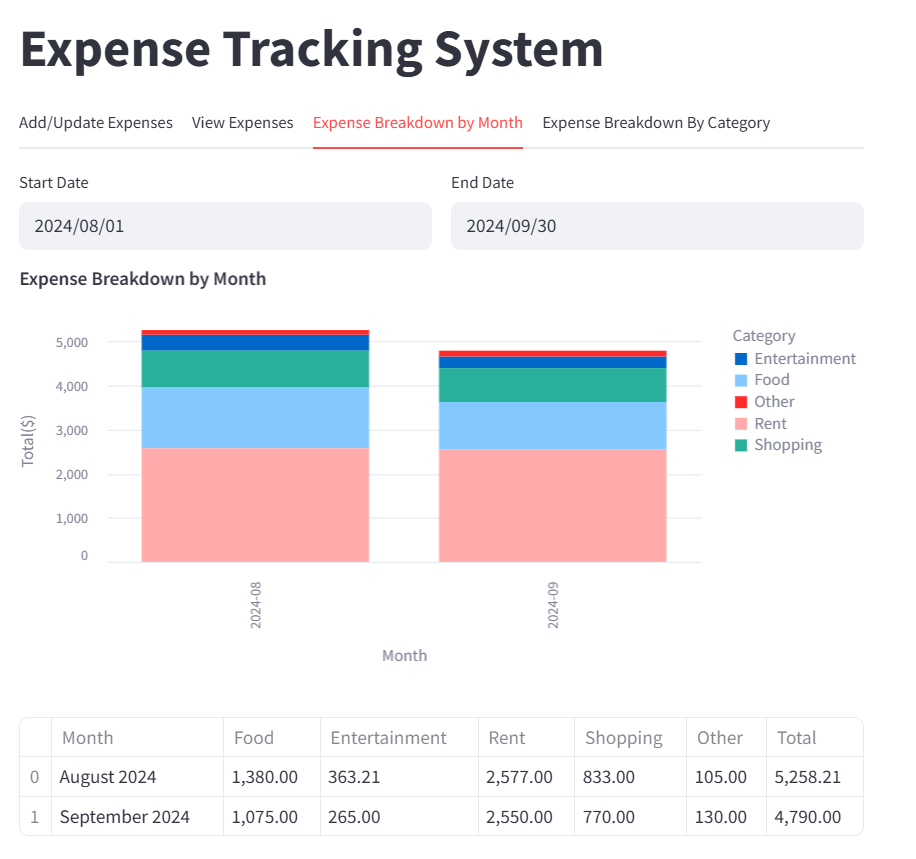 Expense Tracking System
Add/Update Expenses View Expenses Expense Breakdown by Month Expense Breakdown By Category
Start Date End Date
2024/08/01 2024/09/30
Expense Breakdown by Month
Category
Entertainment
Food
Other
Rent
Shopping
Total($)
5,000
4,000
3,000
2,000
1,000
0
2024-08 2024-09
Month
Month Food Entertainment Rent Shopping Other Total
0 August 2024 1,380.00 363.21 2,577.00 833.00 105.00 5,258.21
1 September 2024 1,075.00 265.00 2,550.00 770.00 130.00 4,790.00